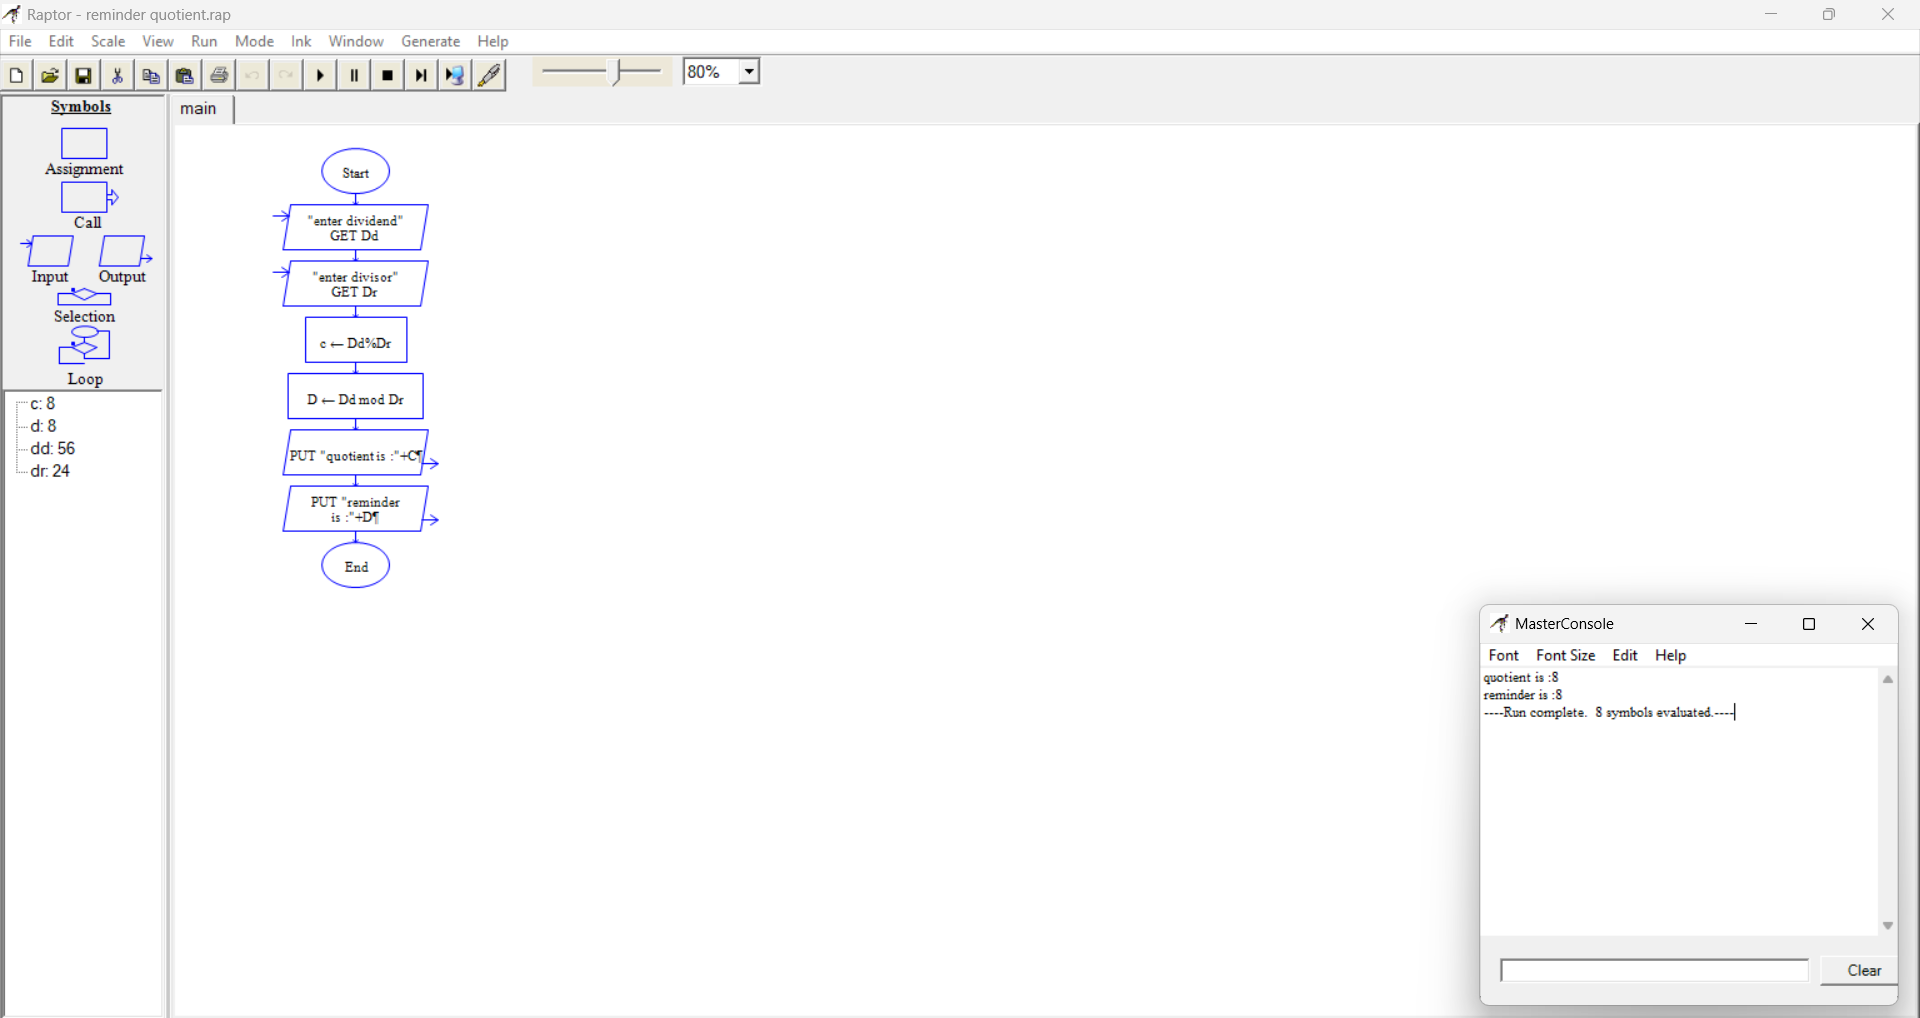 Raptor - reminder quotient.rap
File Edit Scale View Run Mode Ink Window Generate Help
80%
Symbols
Assignment
Call
Input Output
Selection
Loop
c: 8
d: 8
dd: 56
dr: 24
main
Start
"enter dividend"
GET Dd
"enter divisor"
GET Dr
c ← Dd%Dr
D ← Dd mod Dr
PUT "quotient is :"+C¶
PUT "reminder
is :"+D¶
End
MasterConsole
Font Font Size Edit Help
quotient is :8
reminder is :8
----Run complete.  8 symbols evaluated.----
Clear